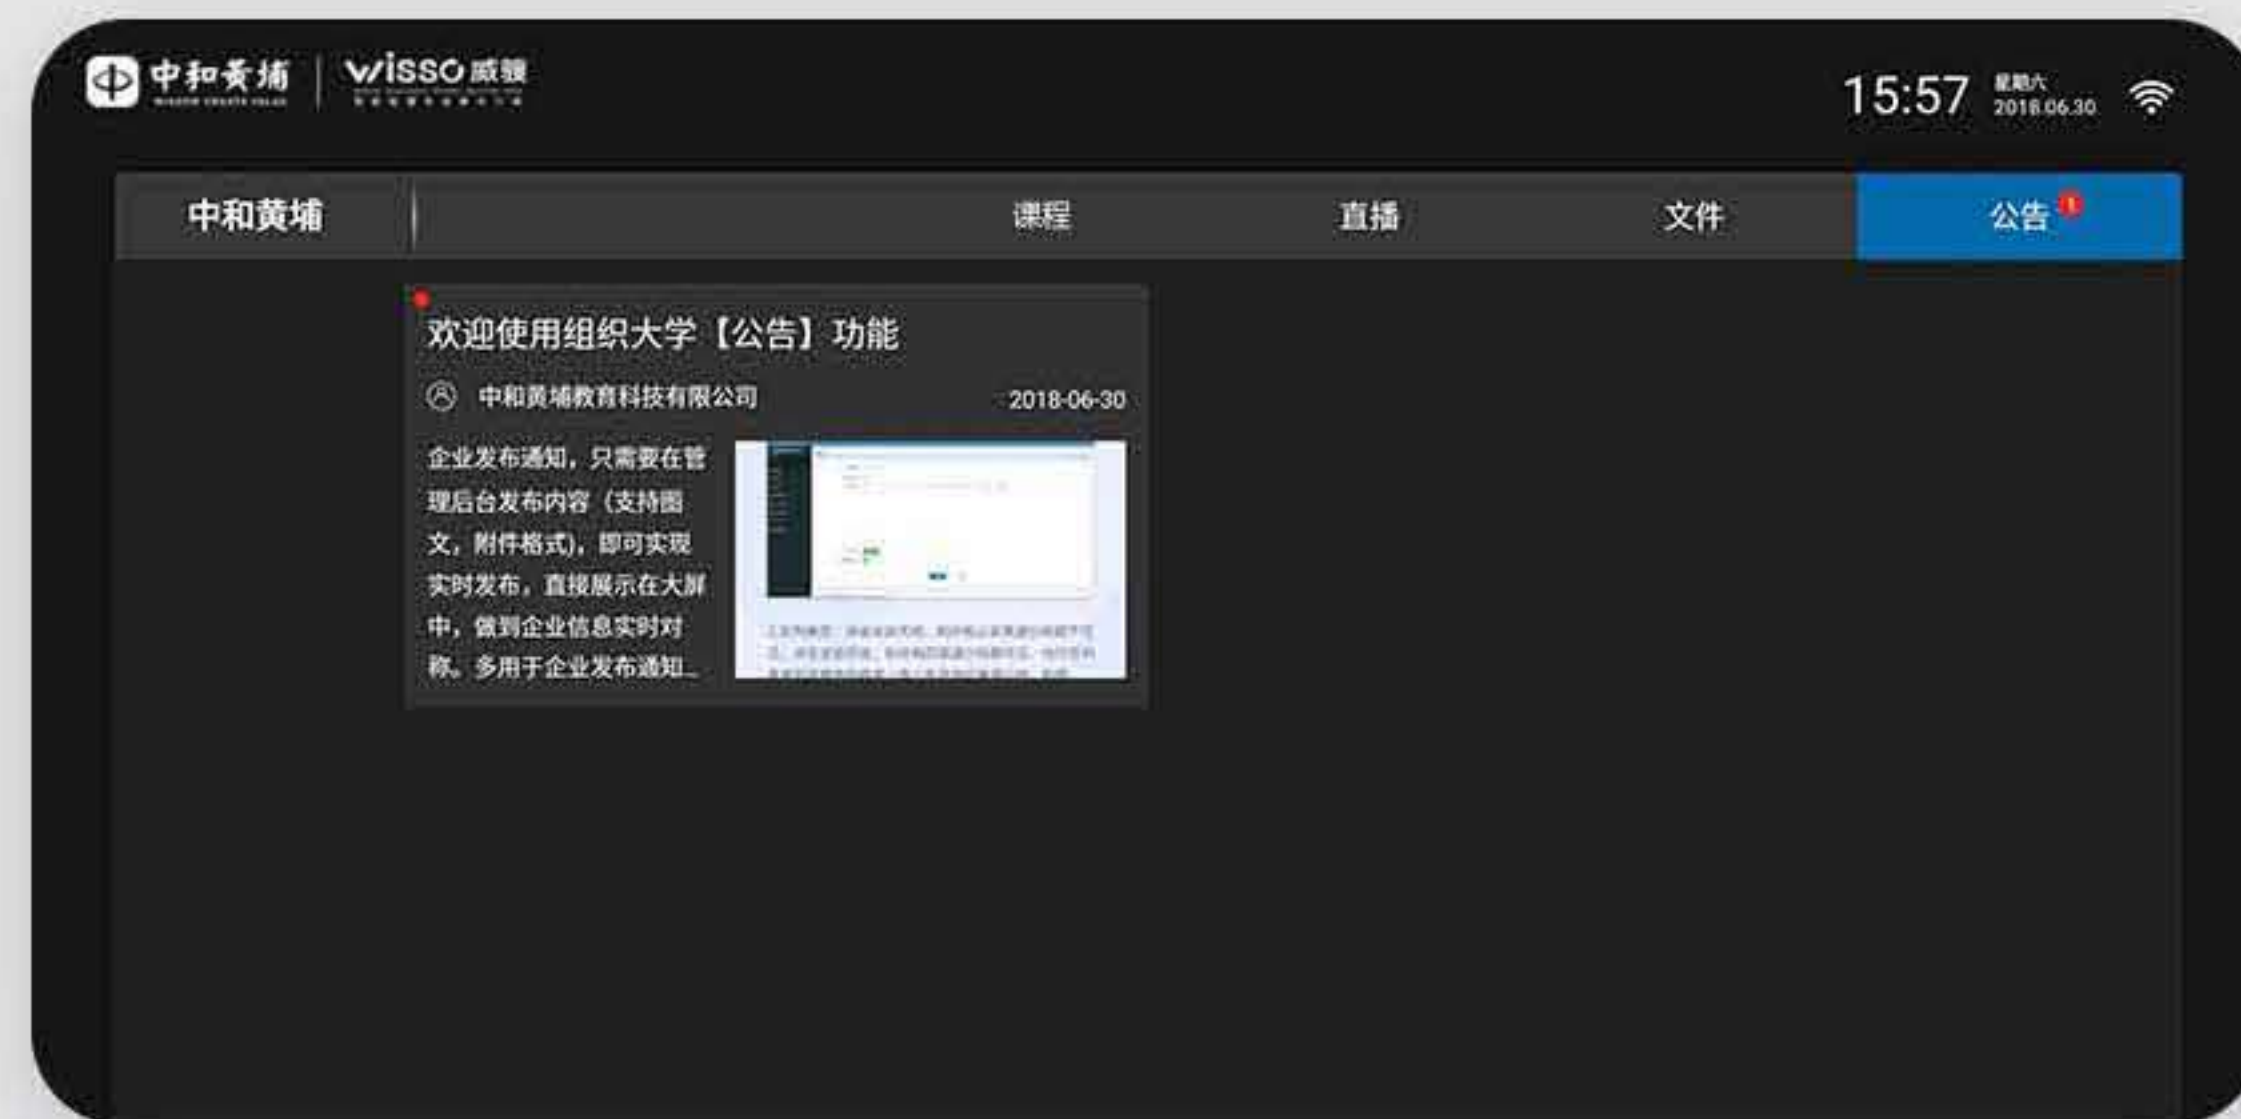 中和黄埔
WISSO威骏
15:57
星期六
2018.06.30
中和黄埔
课程
直播
文件
公告
1
欢迎使用组织大学【公告】功能
中和黄埔教育科技有限公司
2018-06-30
企业发布通知，只需要在管
理后台发布内容（支持图
文，附件格式)，即可实现
实时发布，直接展示在大屏
中，做到企业信息实时对
称。多用于企业发布通知...